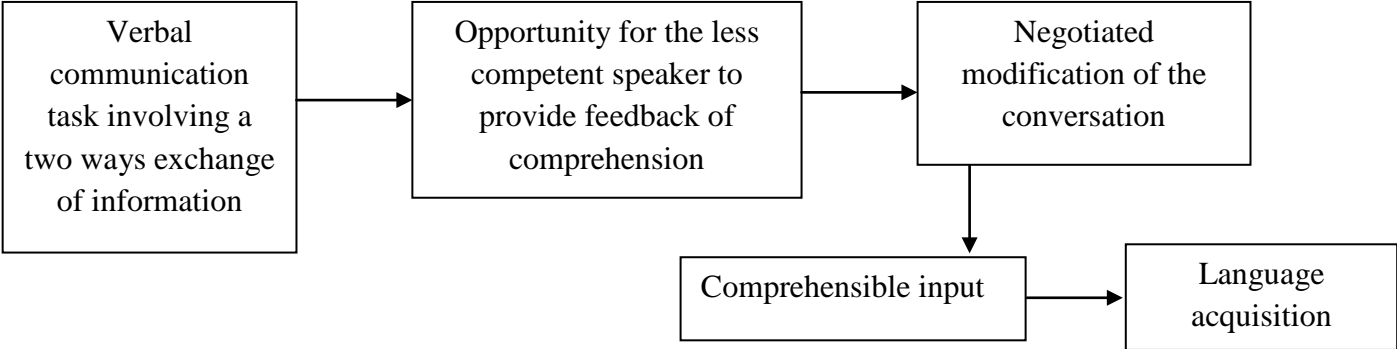 Verbal
communication
task involving a
two ways exchange
of information
Opportunity for the less
competent speaker to
provide feedback of
comprehension
Negotiated
modification of the
conversation
Comprehensible input
Language
acquisition